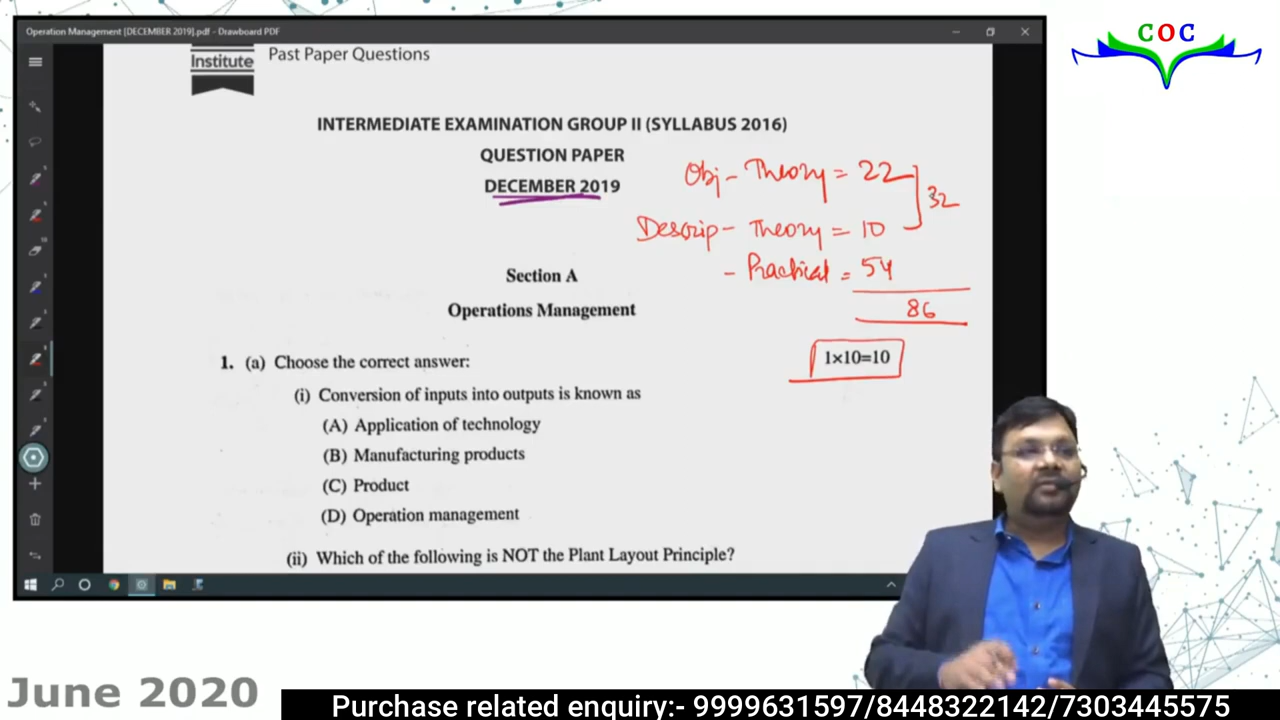 Operation Management [DECEMBER 2019].pdf - Drawboard PDF
COC
Institute
Past Paper Questions
INTERMEDIATE EXAMINATION GROUP II (SYLLABUS 2016)
QUESTION PAPER
DECEMBER 2019
Obj - Theory = 22
32
Descrip - Theory = 10
- Practical = 54
86
Section A
Operations Management
1×10=10
1. (a) Choose the correct answer:
(i) Conversion of inputs into outputs is known as
(A) Application of technology
(B) Manufacturing products
(C) Product
(D) Operation management
(ii) Which of the following is NOT the Plant Layout Principle?
June 2020
Purchase related enquiry:- 9999631597/8448322142/7303445575